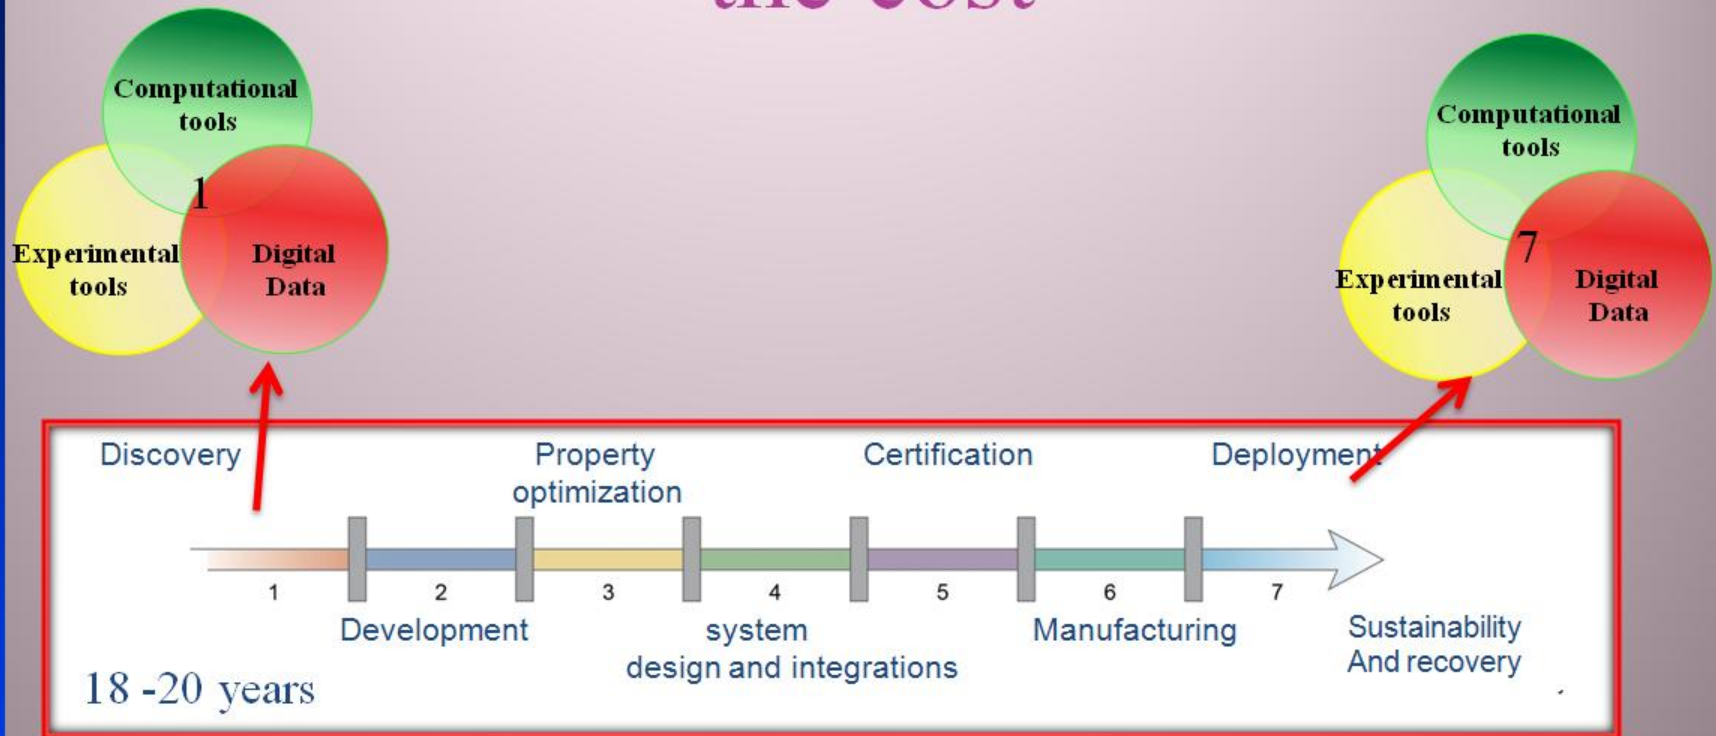 the cost
Computational
tools
1
Experimental
tools
Digital
Data
Computational
tools
7
Experimental
tools
Digital
Data
Discovery
Property
optimization
Certification
Deployment
1 2 3 4 5 6 7
Development
system
design and integrations
Manufacturing
Sustainability
And recovery
18 -20 years